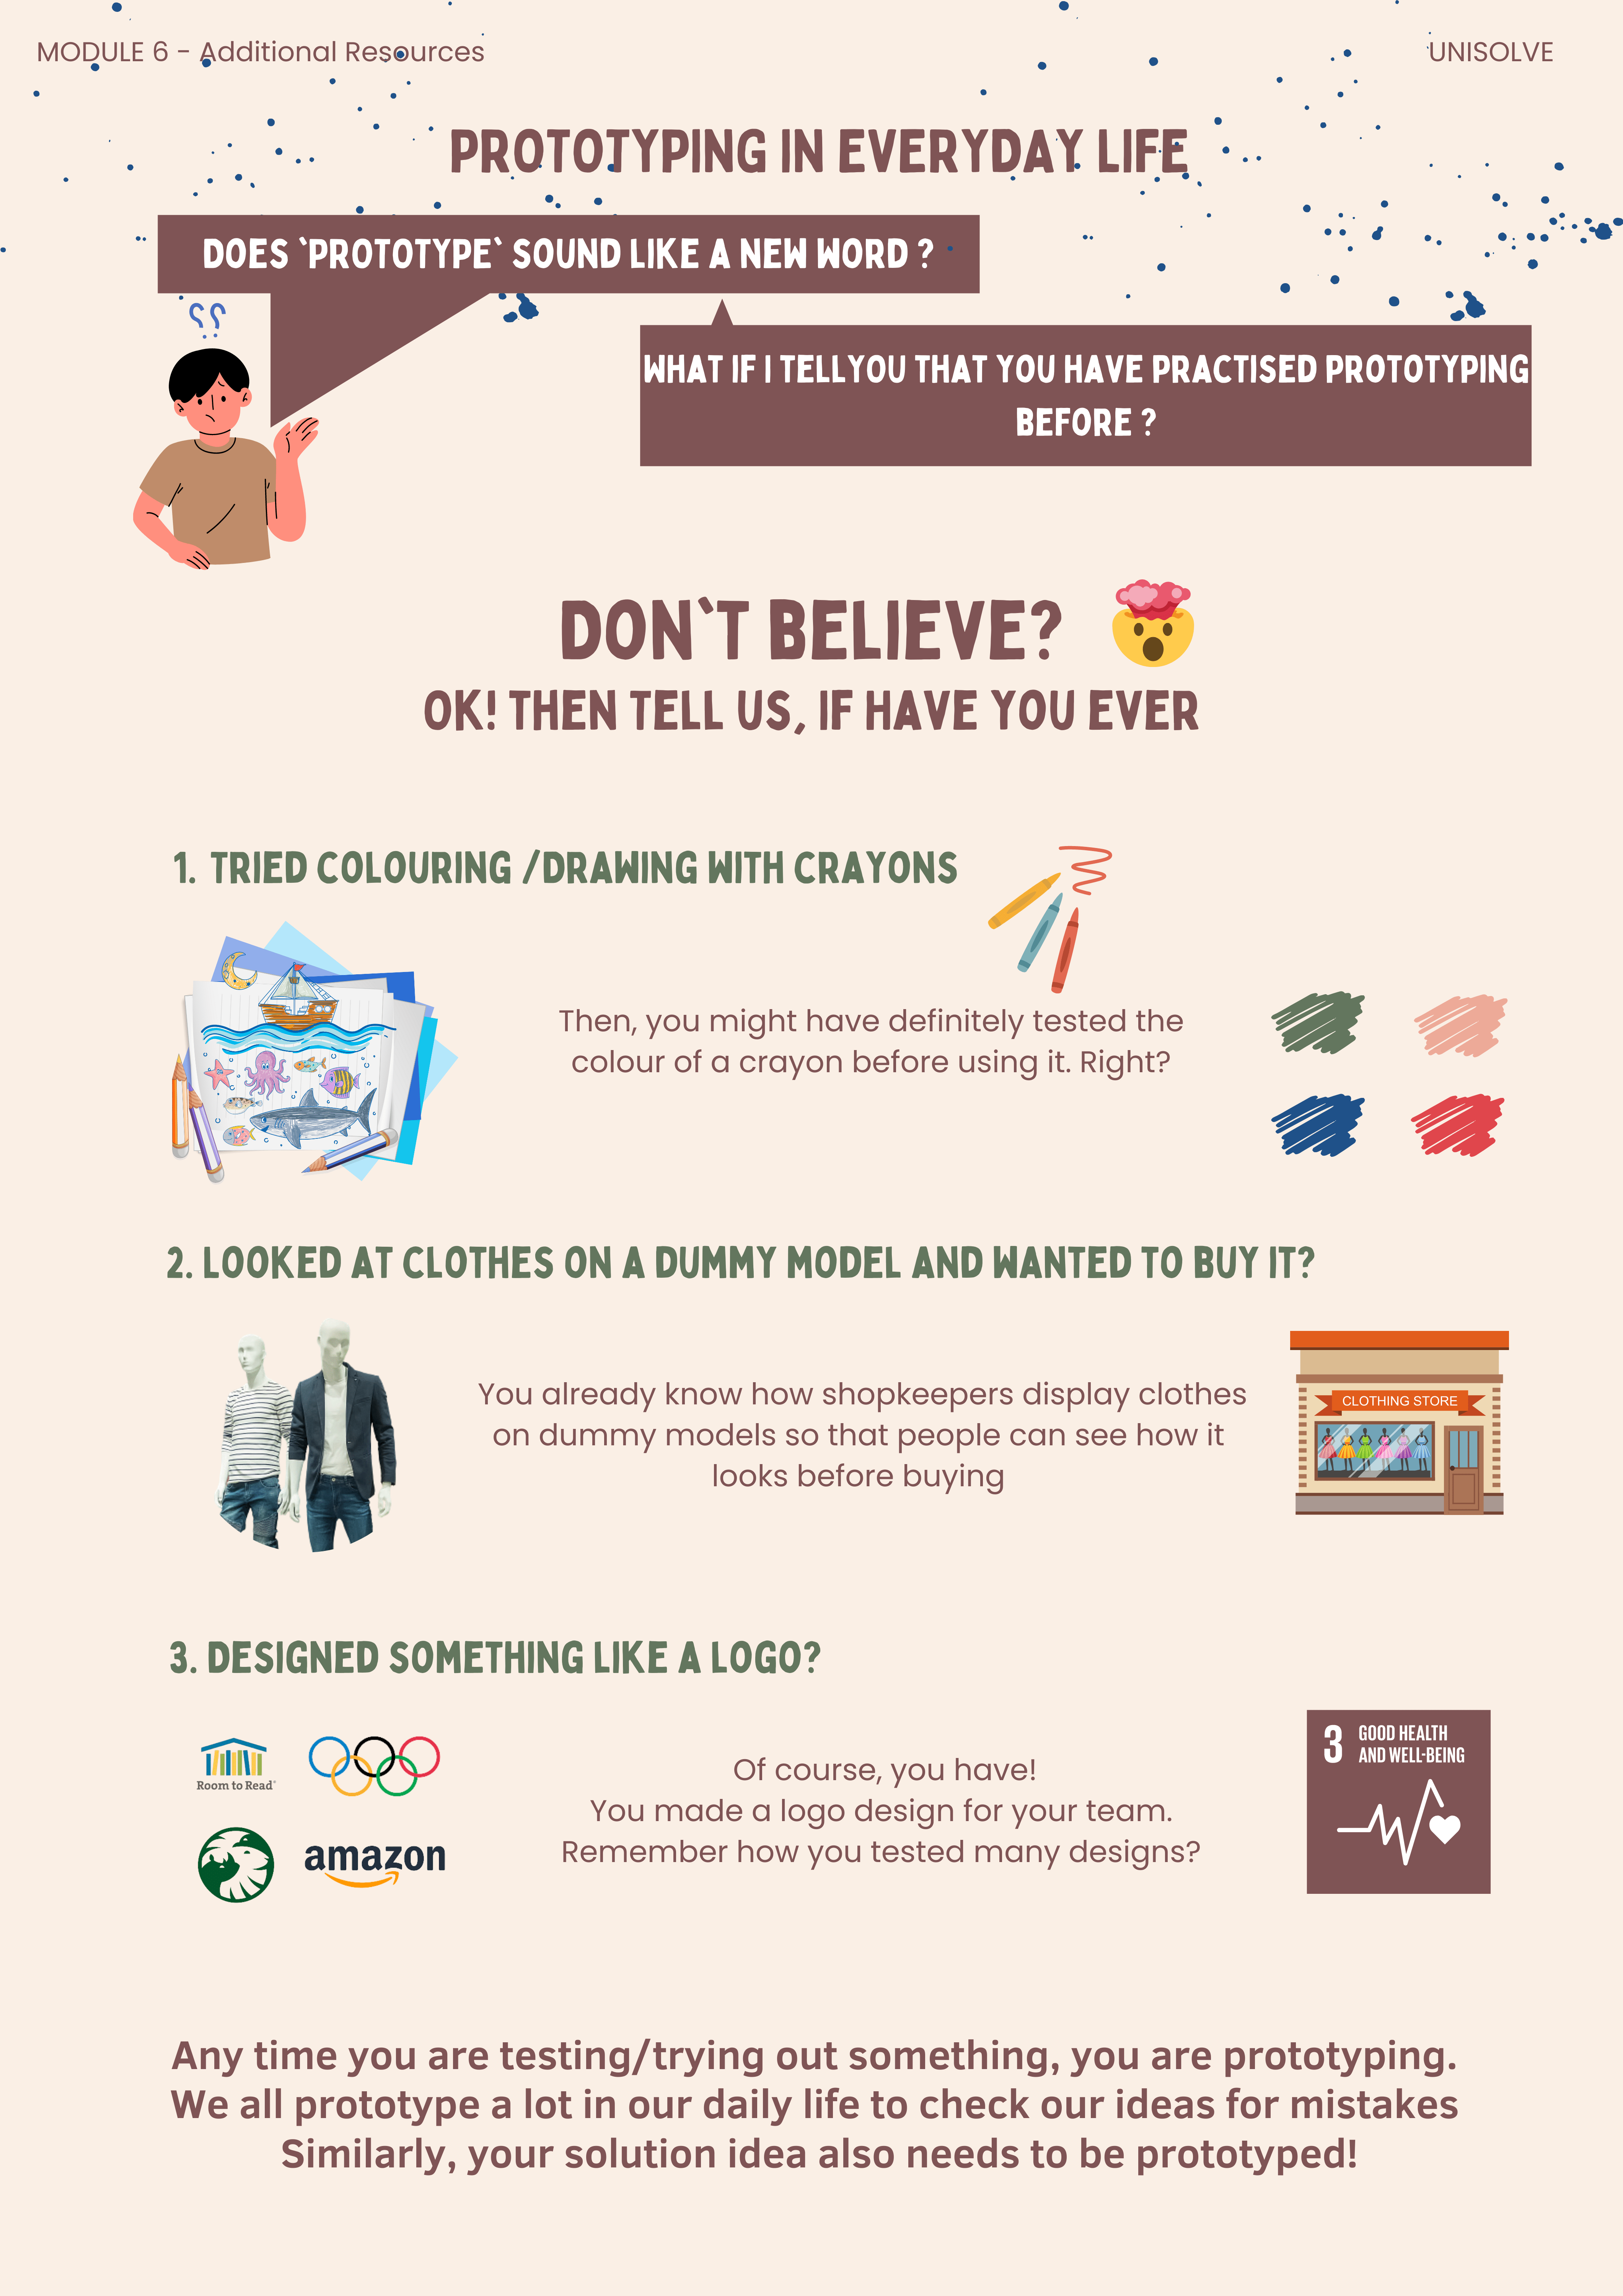 MODULE 6 - Additional Resources
UNISOLVE
PROTOTYPING IN EVERYDAY LIFE
DOES `PROTOTYPE` SOUND LIKE A NEW WORD ?
??
WHAT IF I TELLYOU THAT YOU HAVE PRACTISED PROTOTYPING
BEFORE ?
DON`T BELIEVE?
OK! THEN TELL US, IF HAVE YOU EVER
1. TRIED COLOURING /DRAWING WITH CRAYONS
Then, you might have definitely tested the
colour of a crayon before using it. Right?
2. LOOKED AT CLOTHES ON A DUMMY MODEL AND WANTED TO BUY IT?
You already know how shopkeepers display clothes
on dummy models so that people can see how it
looks before buying
CLOTHING STORE
3. DESIGNED SOMETHING LIKE A LOGO?
Room to Read®
amazon
Of course, you have!
You made a logo design for your team.
Remember how you tested many designs?
3 GOOD HEALTH
AND WELL-BEING
Any time you are testing/trying out something, you are prototyping.
We all prototype a lot in our daily life to check our ideas for mistakes
Similarly, your solution idea also needs to be prototyped!